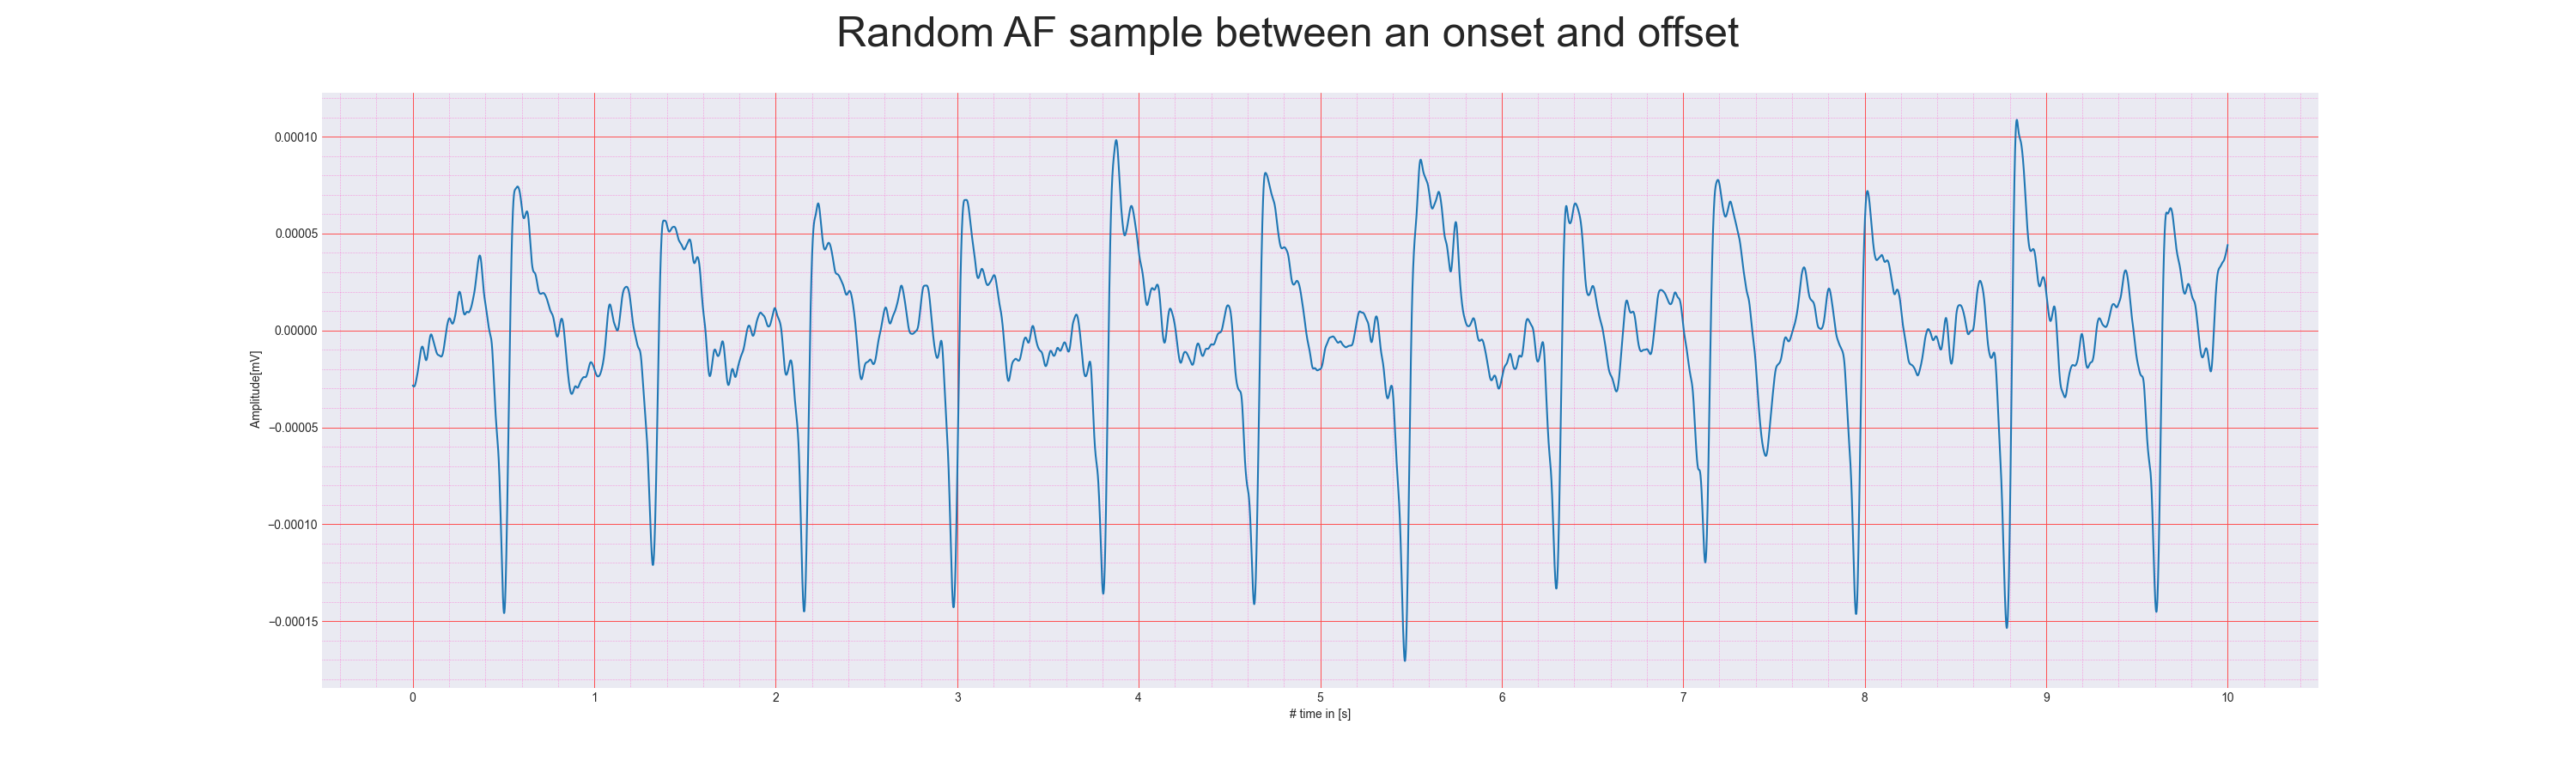 Random AF sample between an onset and offset
0.00010
0.00005
0.00000
−0.00005
−0.00010
−0.00015
Amplitude[mV]
0 1 2 3 4 5 6 7 8 9 10
# time in [s]